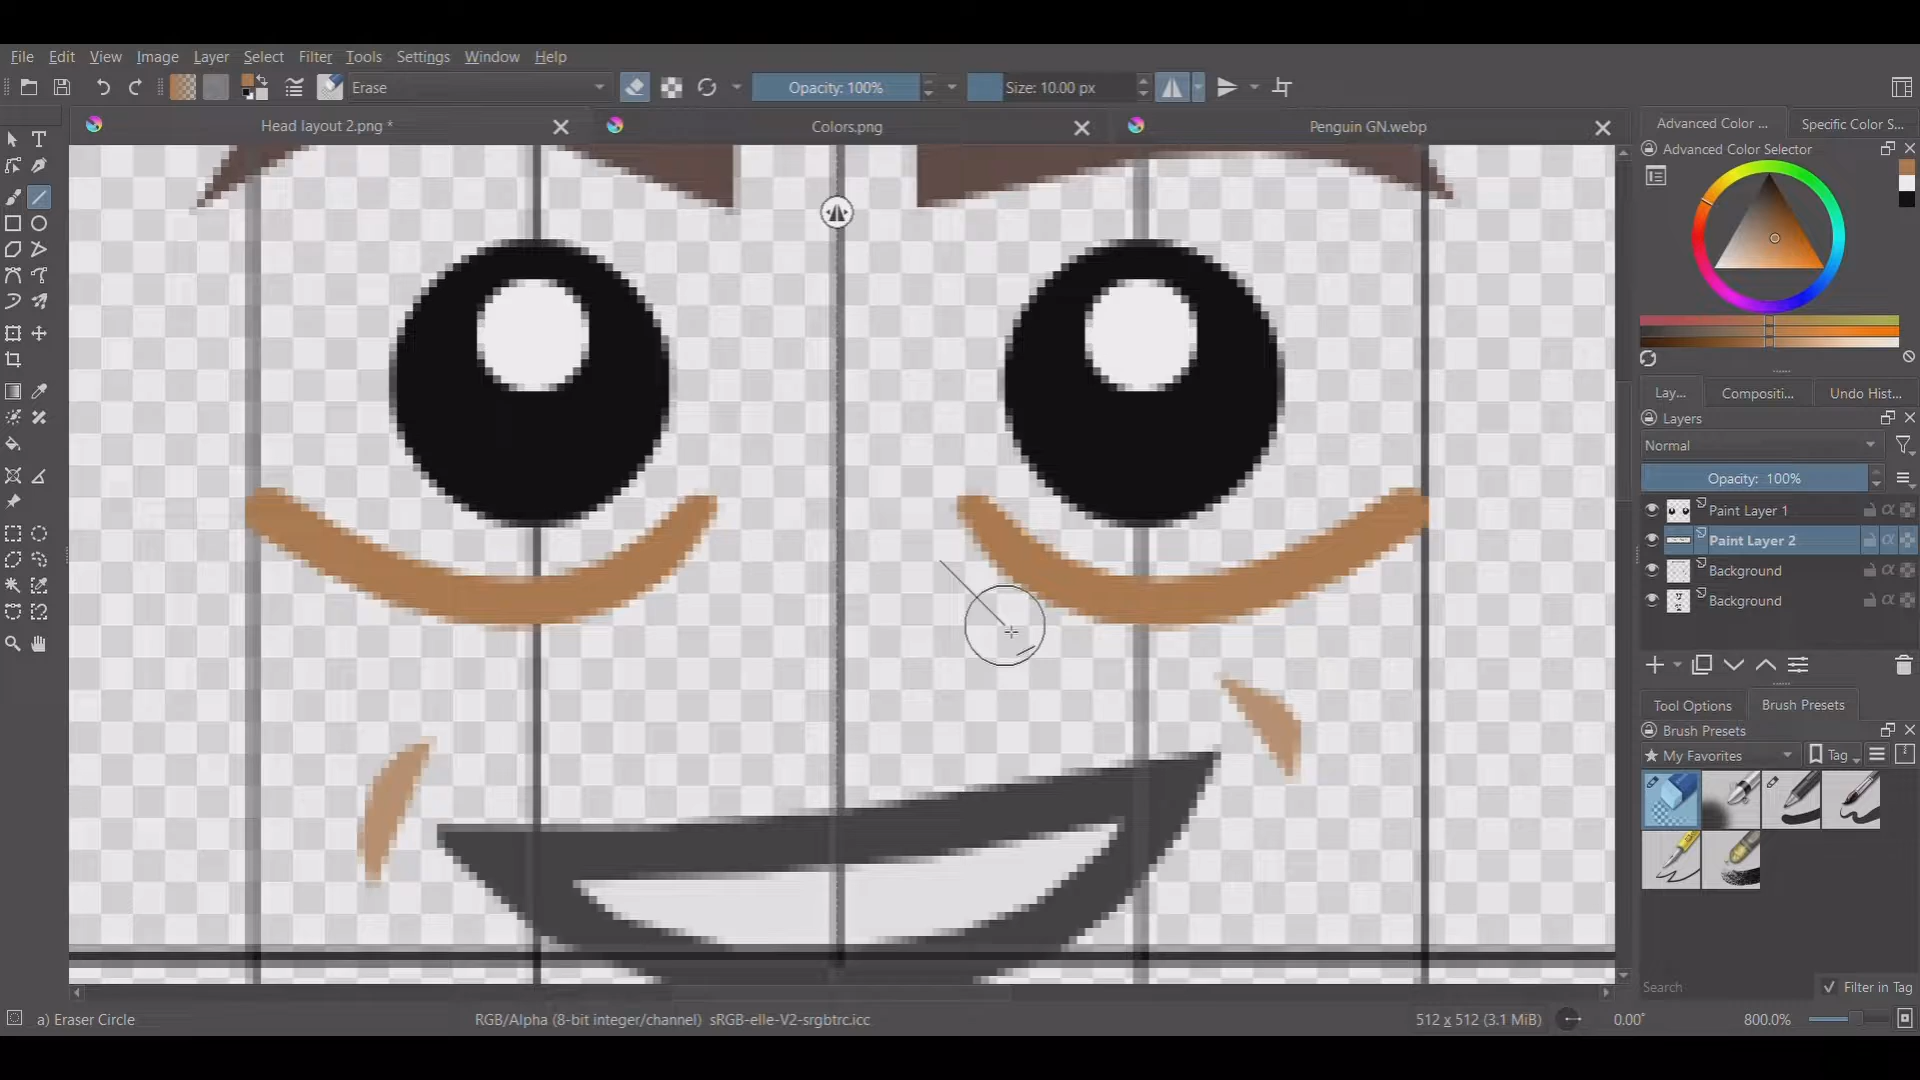 File Edit View Image Layer Select Filter Tools Settings Window Help
Erase Opacity: 100% Size: 10.00 px
Head layout 2.png * Colors.png Penguin GN.webp
Advanced Color ... Specific Color S...
Advanced Color Selector
Lay... Compositi... Undo Hist...
Layers
Normal
Opacity: 100%
Paint Layer 1
Paint Layer 2
Background
Background
Tool Options Brush Presets
Brush Presets
My Favorites Tag
Search Filter in Tag
a) Eraser Circle RGB/Alpha (8-bit integer/channel) sRGB-elle-V2-srgbtrc.icc 512 x 512 (3.1 MiB) 0.00° 800.0%